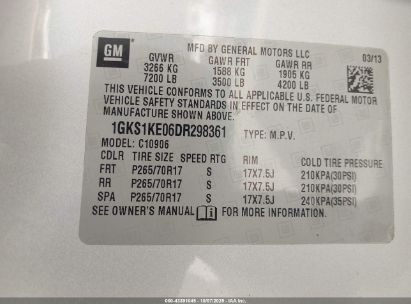 GM
MFD BY GENERAL MOTORS LLC
03/13
GVWR GAWR FRT GAWR RR
3266 KG 1588 KG 1905 KG
7200 LB 3500 LB 4200 LB
THIS VEHICLE CONFORMS TO ALL APPLICABLE U.S. FEDERAL MOTOR
VEHICLE SAFETY STANDARDS IN EFFECT ON THE DATE OF
MANUFACTURE SHOWN ABOVE.
1GKS1KE06DR298361 TYPE: M.P.V.
MODEL: C10906
CDLR TIRE SIZE SPEED RTG RIM COLD TIRE PRESSURE
FRT P265/70R17 S 17X7.5J 210KPA(30PSI)
RR P265/70R17 S 17X7.5J 210KPA(30PSI)
SPA P265/70R17 S 17X7.5J 240KPA(35PSI)
SEE OWNER'S MANUAL FOR MORE INFORMATION.